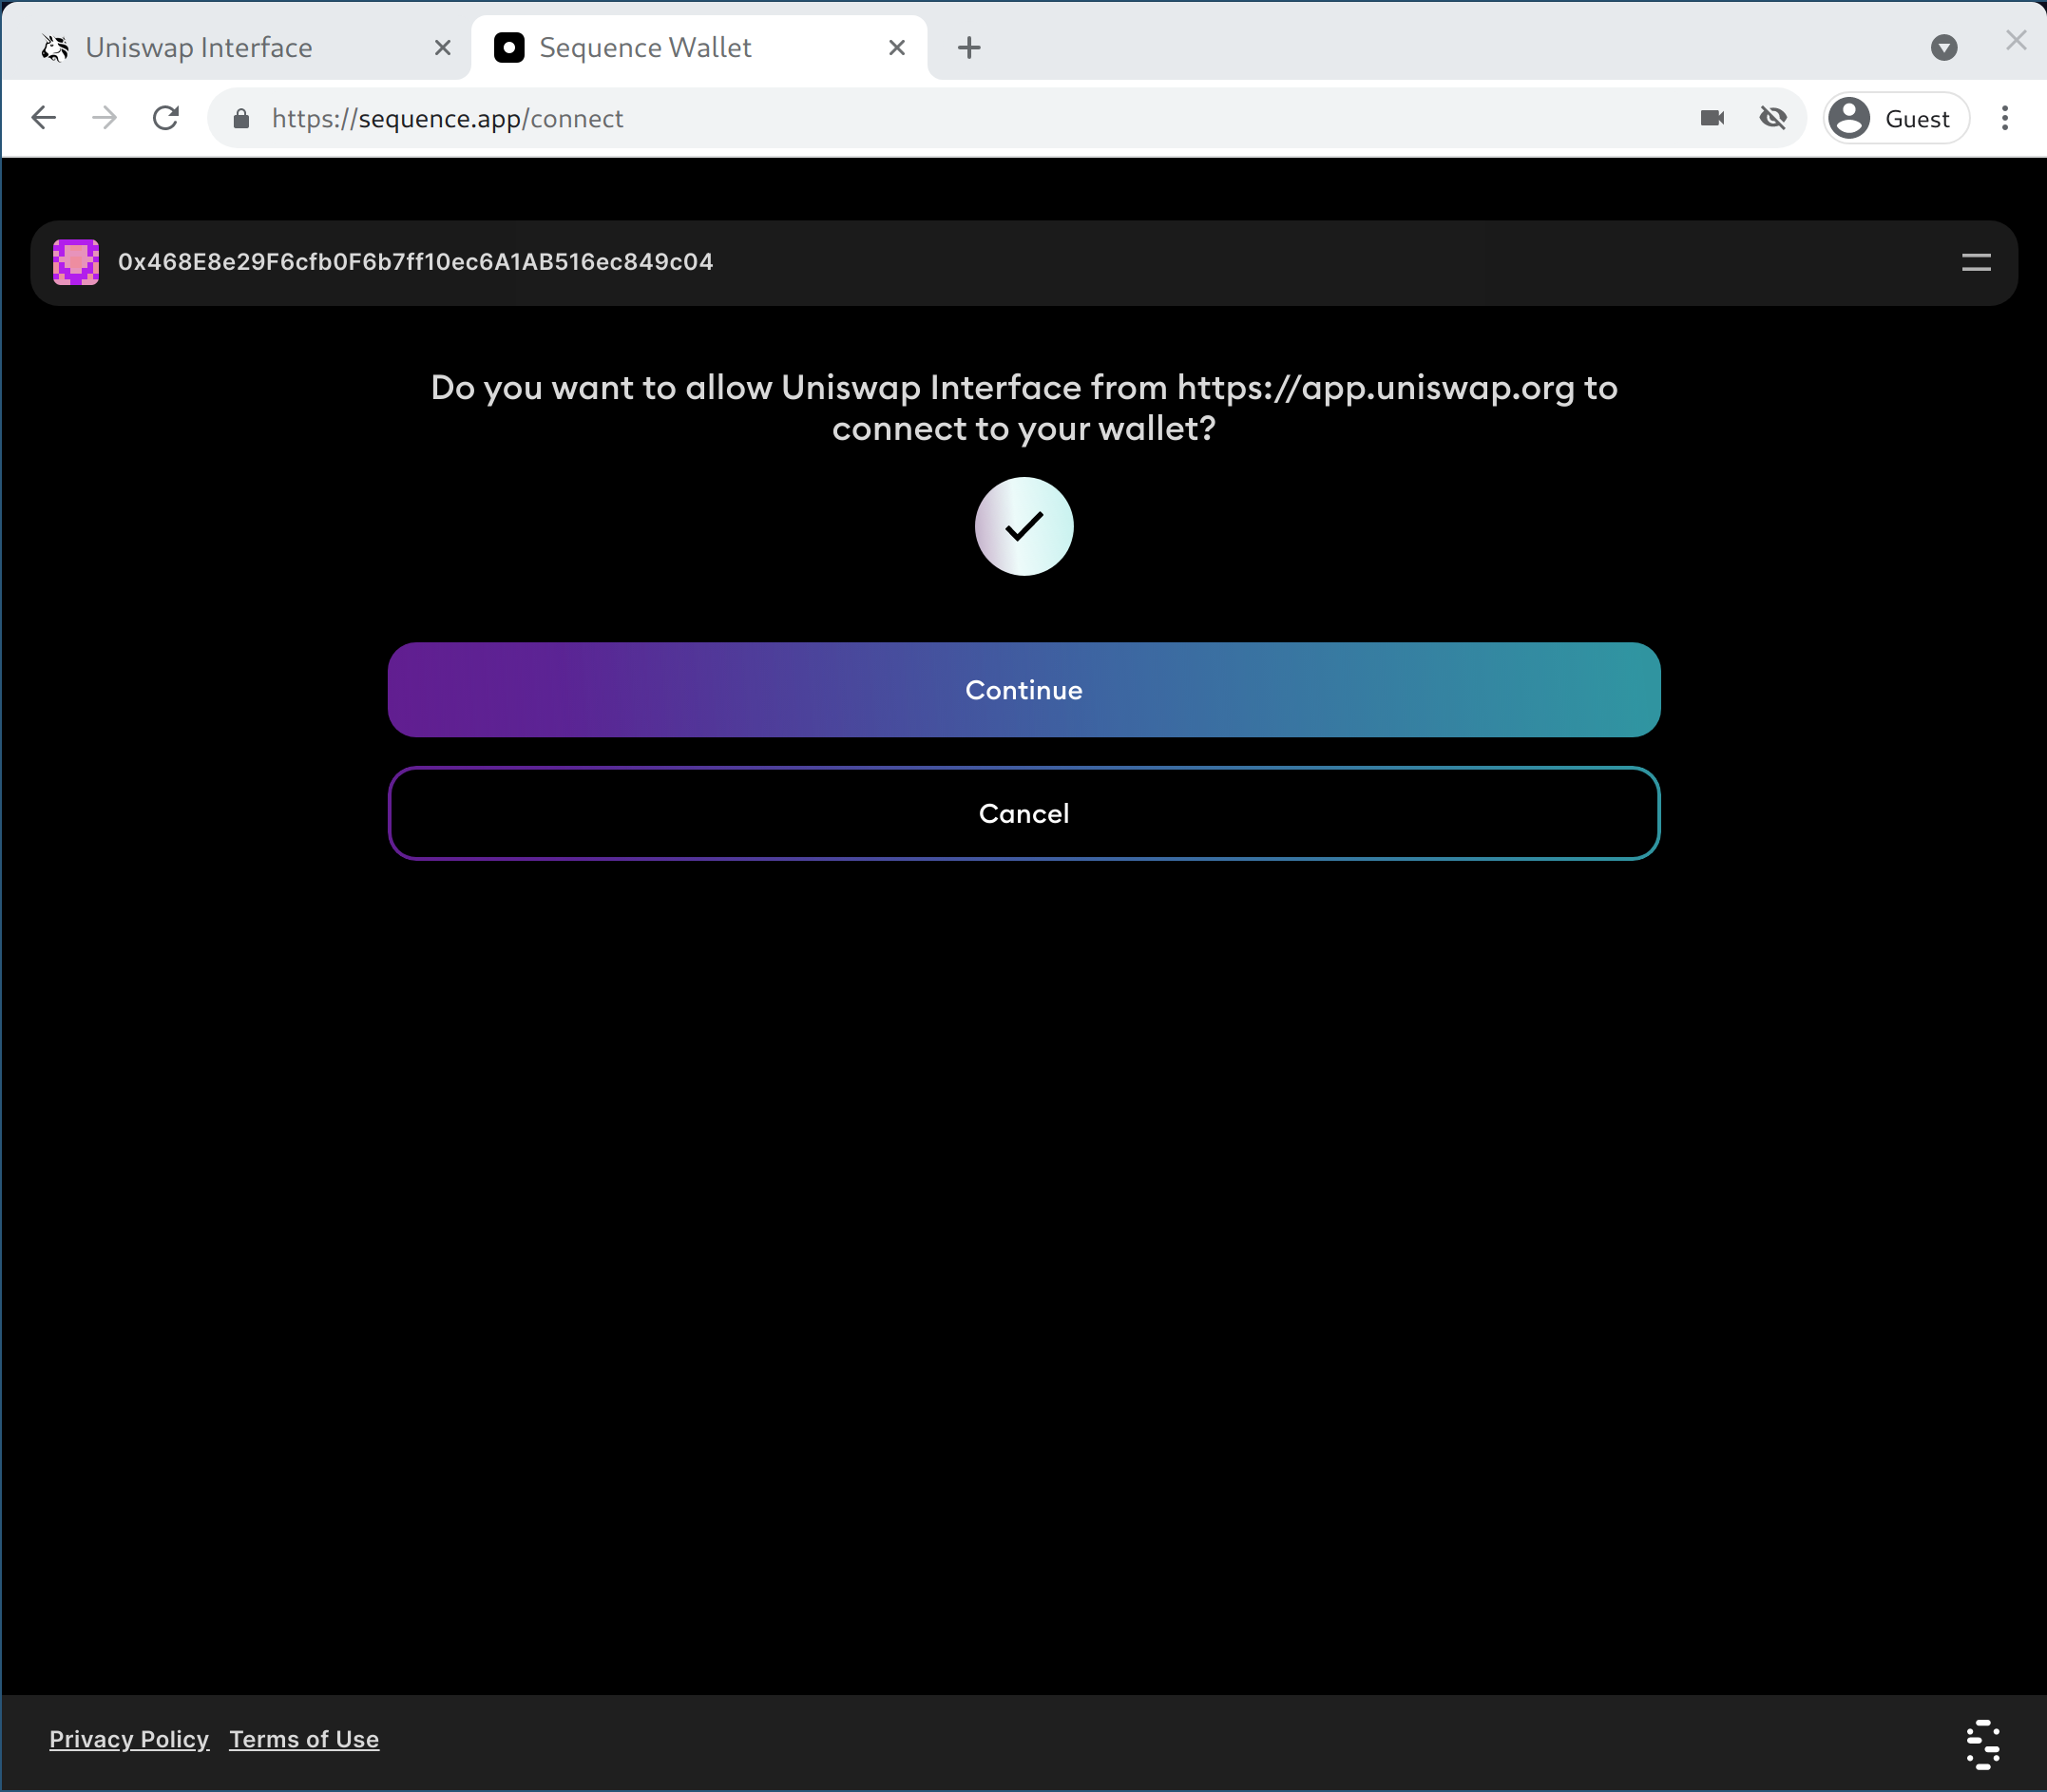 Uniswap Interface
Sequence Wallet
https://sequence.app/connect
Guest
0x468E8e29F6cfb0F6b7ff10ec6A1AB516ec849c04
Do you want to allow Uniswap Interface from https://app.uniswap.org to
connect to your wallet?
Continue
Cancel
Privacy Policy Terms of Use